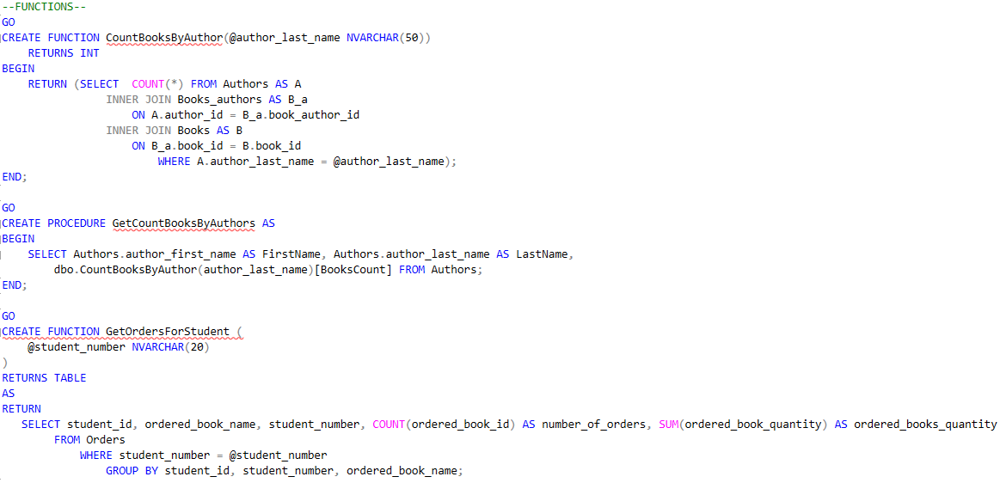 --FUNCTIONS--
GO
CREATE FUNCTION CountBooksByAuthor(@author_last_name NVARCHAR(50))
    RETURNS INT
BEGIN
    RETURN (SELECT  COUNT(*) FROM Authors AS A
                INNER JOIN Books_authors AS B_a
                    ON A.author_id = B_a.book_author_id
                INNER JOIN Books AS B
                    ON B_a.book_id = B.book_id
                        WHERE A.author_last_name = @author_last_name);
END;
GO
CREATE PROCEDURE GetCountBooksByAuthors AS
BEGIN
    SELECT Authors.author_first_name AS FirstName, Authors.author_last_name AS LastName,
        dbo.CountBooksByAuthor(author_last_name)[BooksCount] FROM Authors;
END;
GO
CREATE FUNCTION GetOrdersForStudent (
    @student_number NVARCHAR(20)
)
RETURNS TABLE
AS
RETURN
   SELECT student_id, ordered_book_name, student_number, COUNT(ordered_book_id) AS number_of_orders, SUM(ordered_book_quantity) AS ordered_books_quantity
        FROM Orders
            WHERE student_number = @student_number
                GROUP BY student_id, student_number, ordered_book_name;